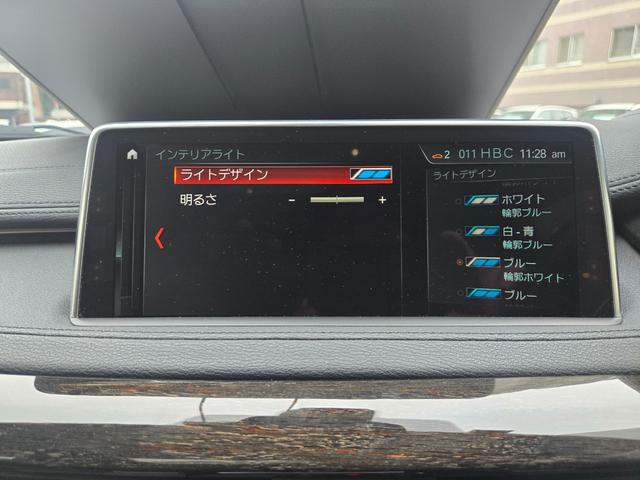 インテリアライト
2 011 HBC 11:28 am
ライトデザイン
明るさ
- +
ライトデザイン
ホワイト
輪郭ブルー
白 - 青
輪郭ブルー
ブルー
輪郭ホワイト
ブルー